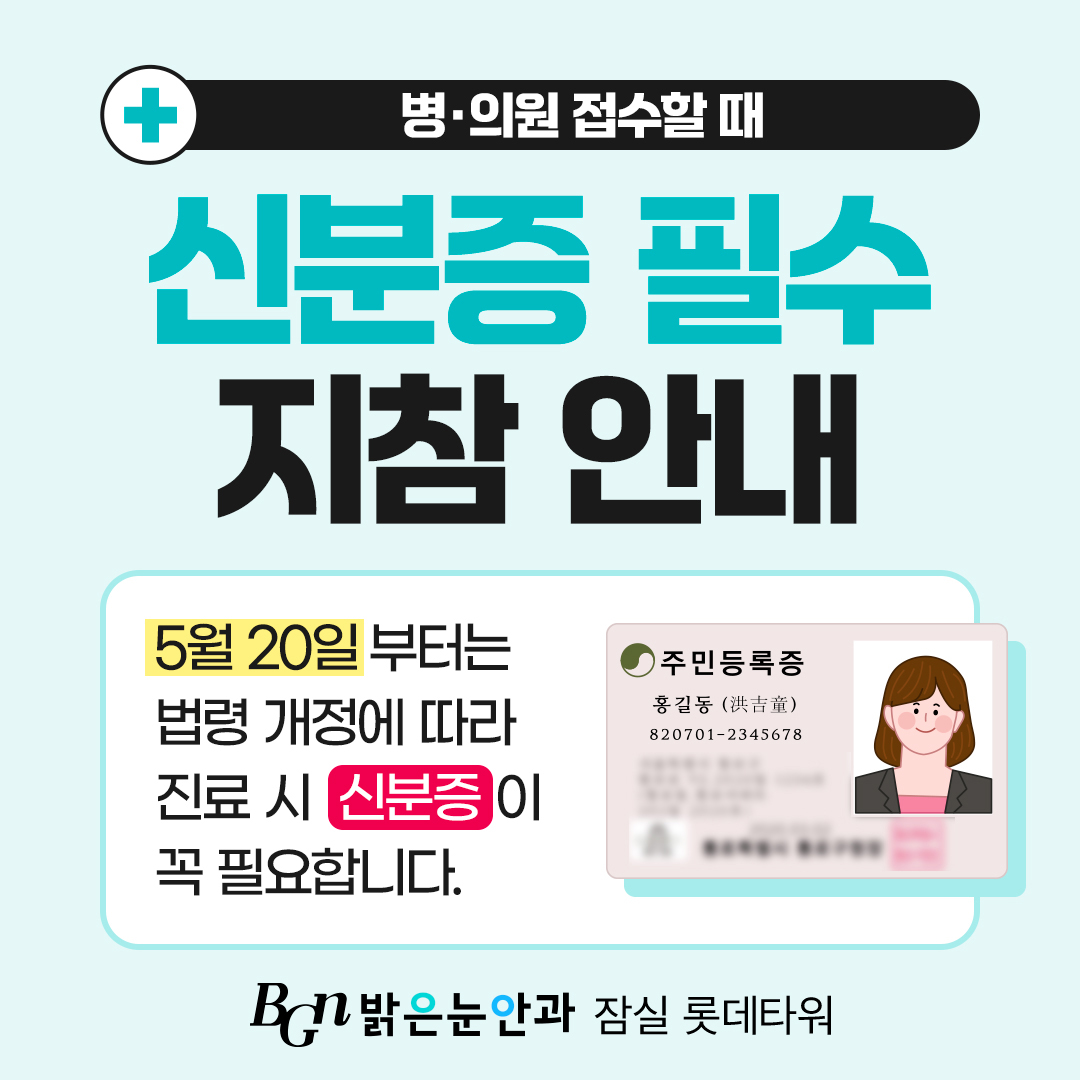 병·의원 접수할 때
신분증 필수
지참 안내
5월 20일부터는
법령 개정에 따라
진료 시 신분증이
꼭 필요합니다.
주민등록증
홍길동 (洪吉童)
820701-2345678
BGn 밝은눈안과 잠실 롯데타워